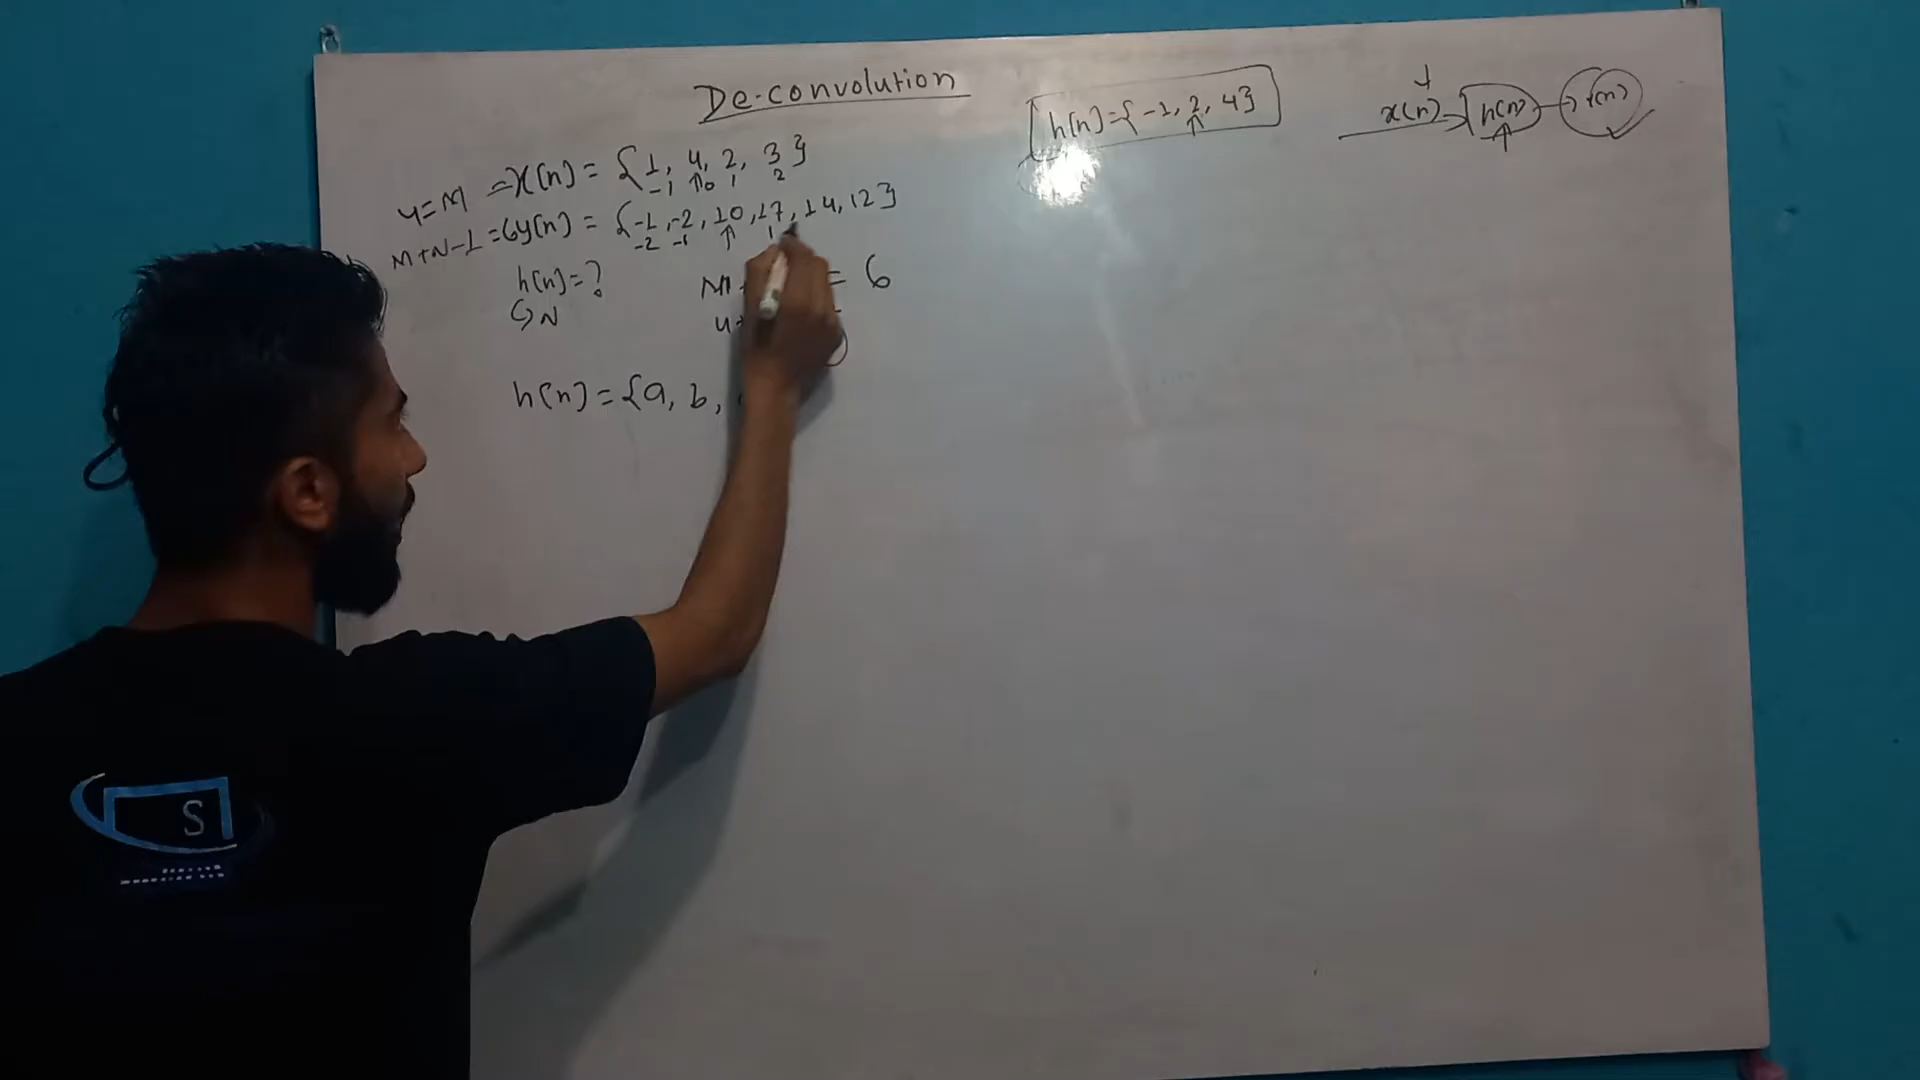 De-convolution
h(n)={-1, 2, 4}
↑
x(n) → h(n) → y(n)
↑
4=M ⇒ x(n) = {1, 4, 2, 3}
-1 ↑0 1 2
M+N-1=6 y(n) = {-1, -2, 10, 17, 14, 12}
-2 -1 ↑ 1
h(n)=?
M = 6
↳N
4+
h(n)={a, b,
S